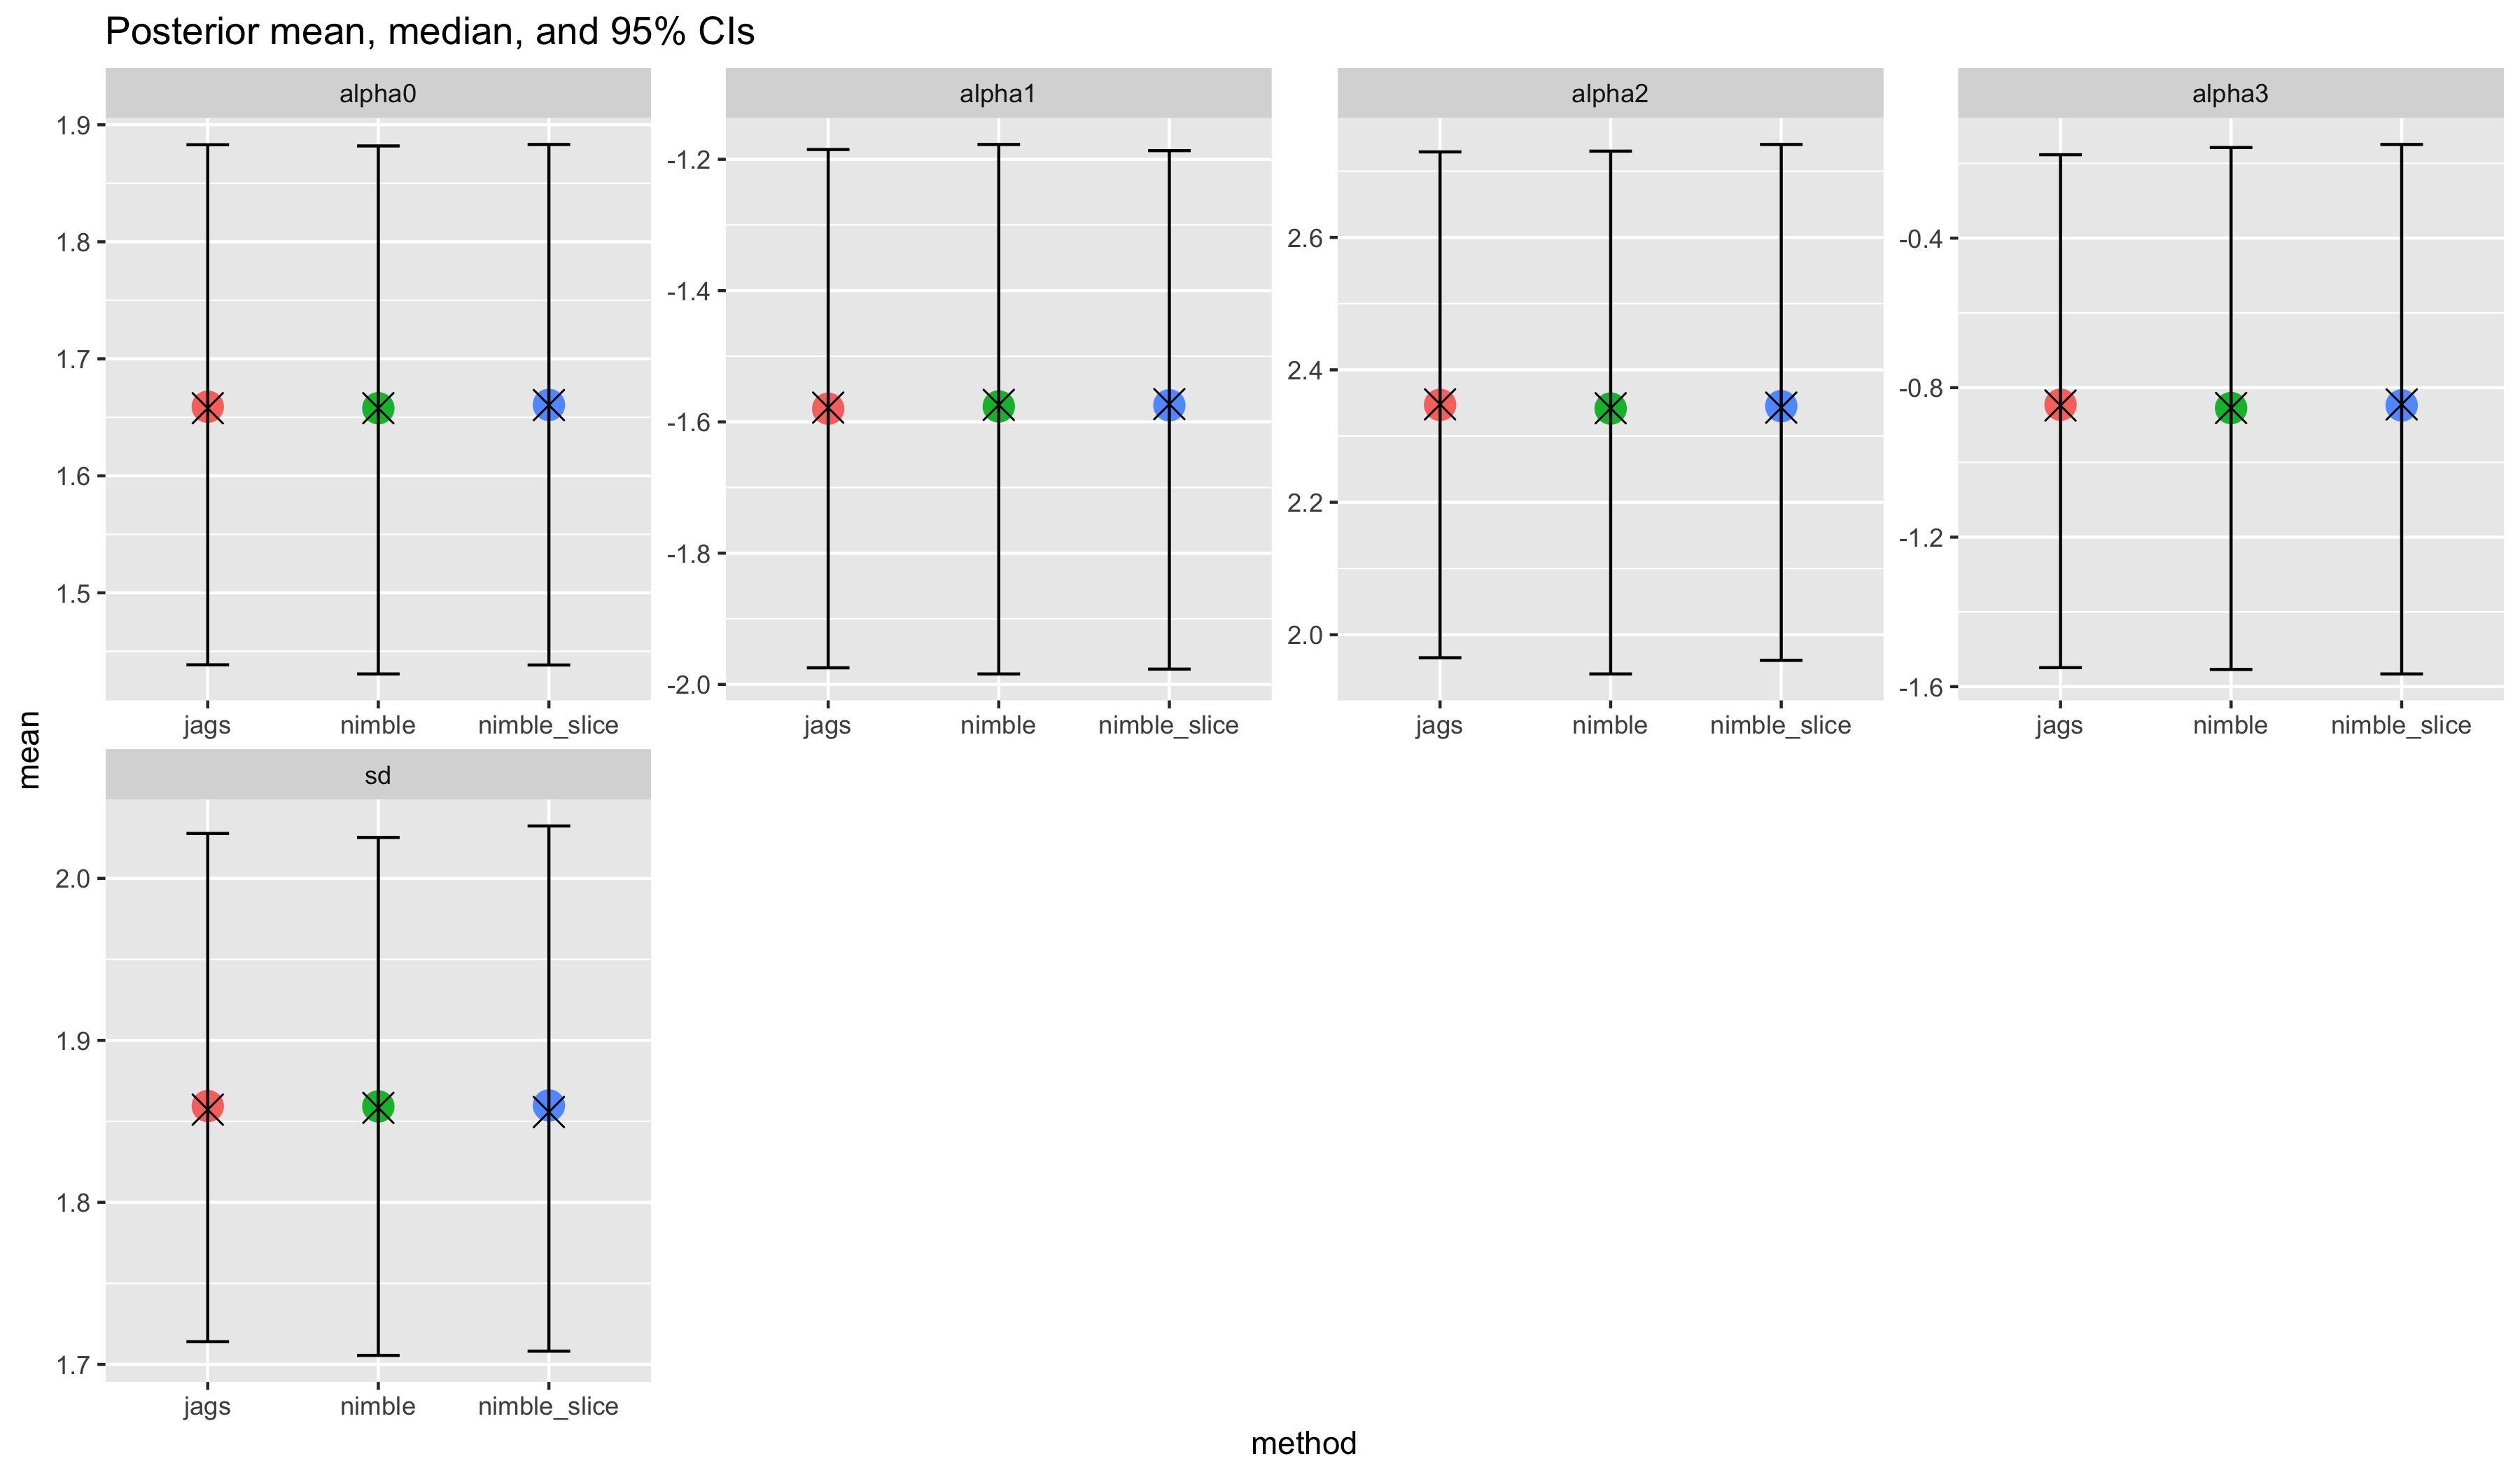 Posterior mean, median, and 95% CIs
alpha0
alpha1
alpha2
alpha3
1.9
1.8
1.7
1.6
1.5
-1.2
-1.4
-1.6
-1.8
-2.0
2.6
2.4
2.2
2.0
-0.4
-0.8
-1.2
-1.6
jags nimble nimble_slice
jags nimble nimble_slice
jags nimble nimble_slice
jags nimble nimble_slice
mean
sd
2.0
1.9
1.8
1.7
jags nimble nimble_slice
method